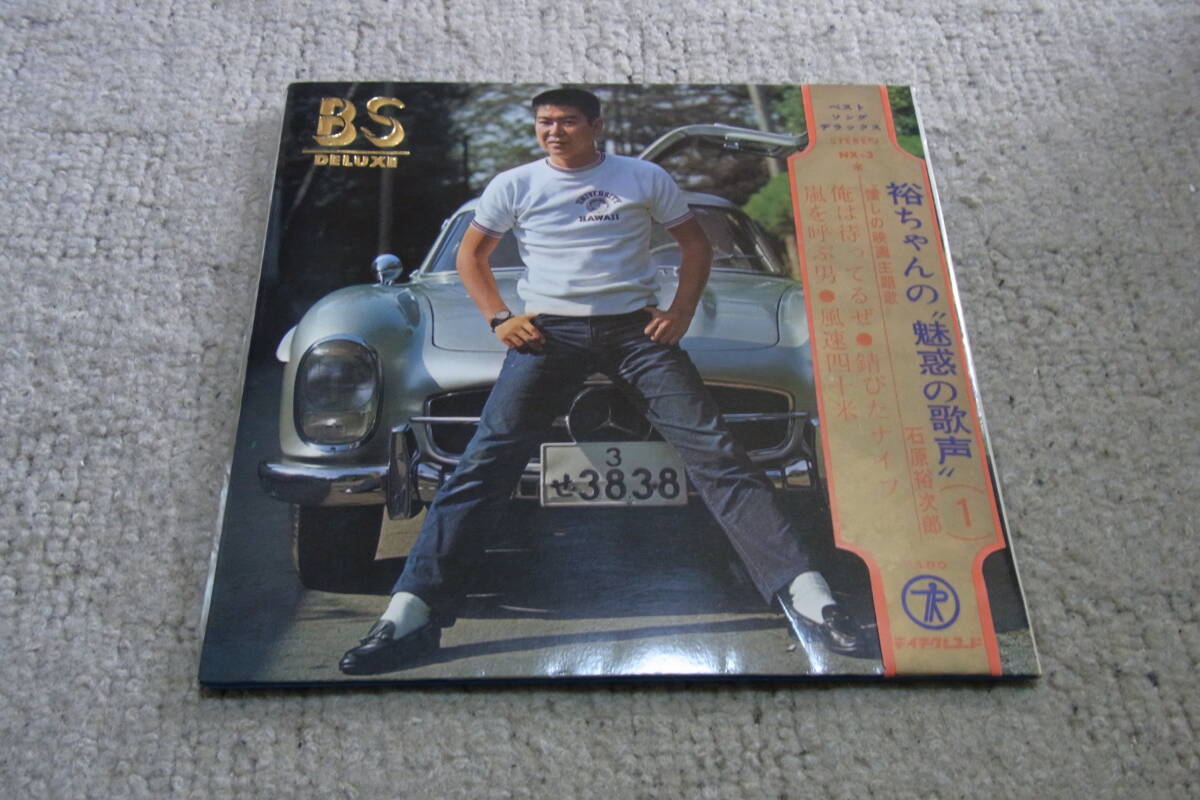 BS
DELUXE
ベスト
ソング
デラックス
STEREO
NX-3
裕ちゃんの〝魅惑の歌声〟(1)
石原裕次郎
懐しの映画主題歌
俺は待ってるぜ●錆びたナイフ
嵐を呼ぶ男●風速四十米
UNIVERSITY
HAWAII
3
せ3838
テイチクレコード